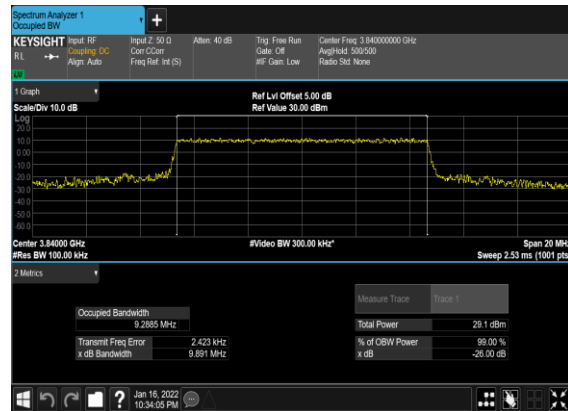 Spectrum Analyzer 1
Occupied BW
+
KEYSIGHT Input: RF Input Z: 50 Ω Atten: 40 dB Trig: Free Run Center Freq: 3.840000000 GHz
RL Coupling: DC Corr CCorr Gate: Off Avg|Hold: 500/500
Align: Auto Freq Ref: Int (S) #IF Gain: Low Radio Std: None
1 Graph
Ref Lvl Offset 5.00 dB
Scale/Div 10.0 dB Ref Value 30.00 dBm
Log
20.0
10.0
0.00
-10.0
-20.0
-30.0
-40.0
-50.0
-60.0
Center 3.84000 GHz #Video BW 300.00 kHz* Span 20 MHz
#Res BW 100.00 kHz Sweep 2.53 ms (1001 pts
2 Metrics
Measure Trace Trace 1
Occupied Bandwidth
9.2885 MHz Total Power 29.1 dBm
Transmit Freq Error 2.423 kHz % of OBW Power 99.00 %
x dB Bandwidth 9.891 MHz x dB -26.00 dB
? Jan 16, 2022
10:34:05 PM